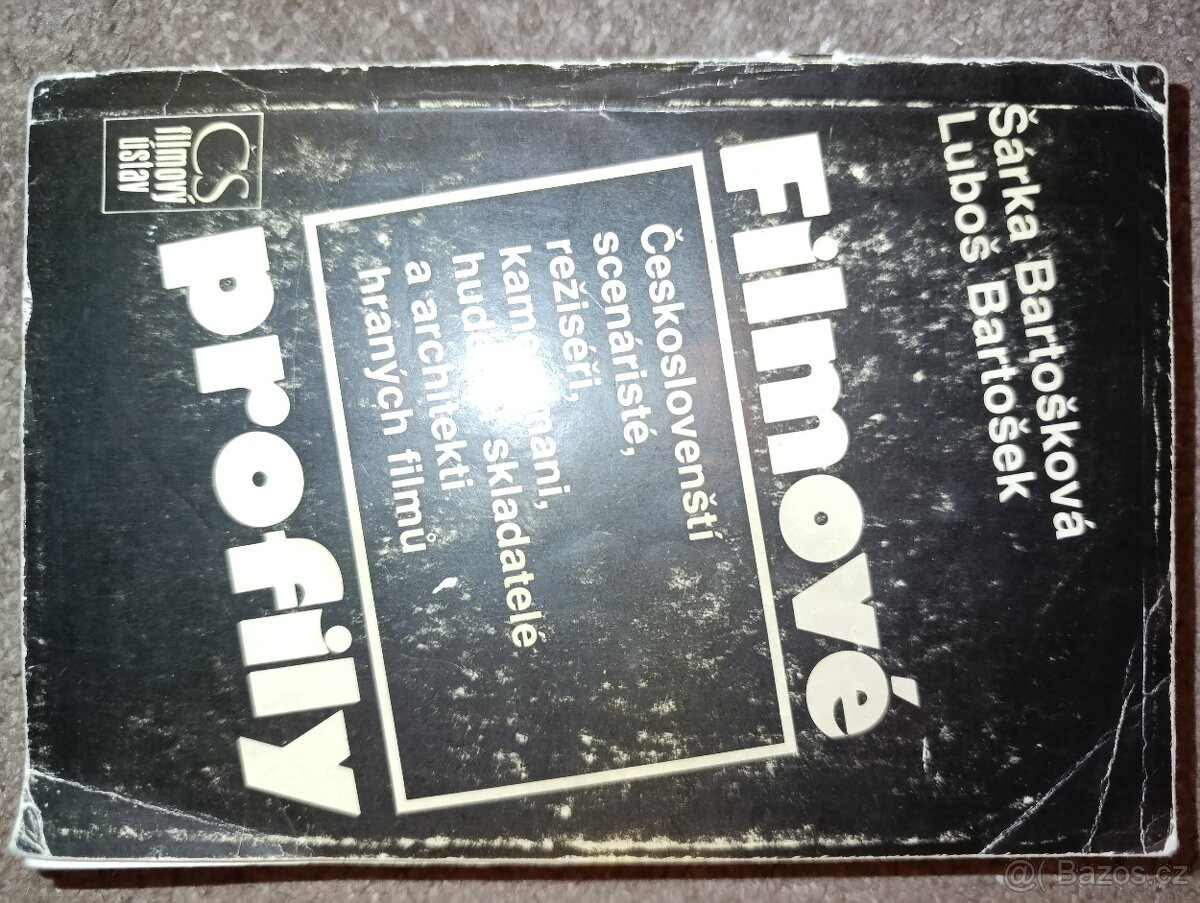 Šárka Bartošková
Luboš Bartošek
Filmové
Českoslovenští
scenáristé,
režiséři,
skladatelé
a architekti
hraných filmů
profily
ČS
filmový
ústav
@( Bazos.cz